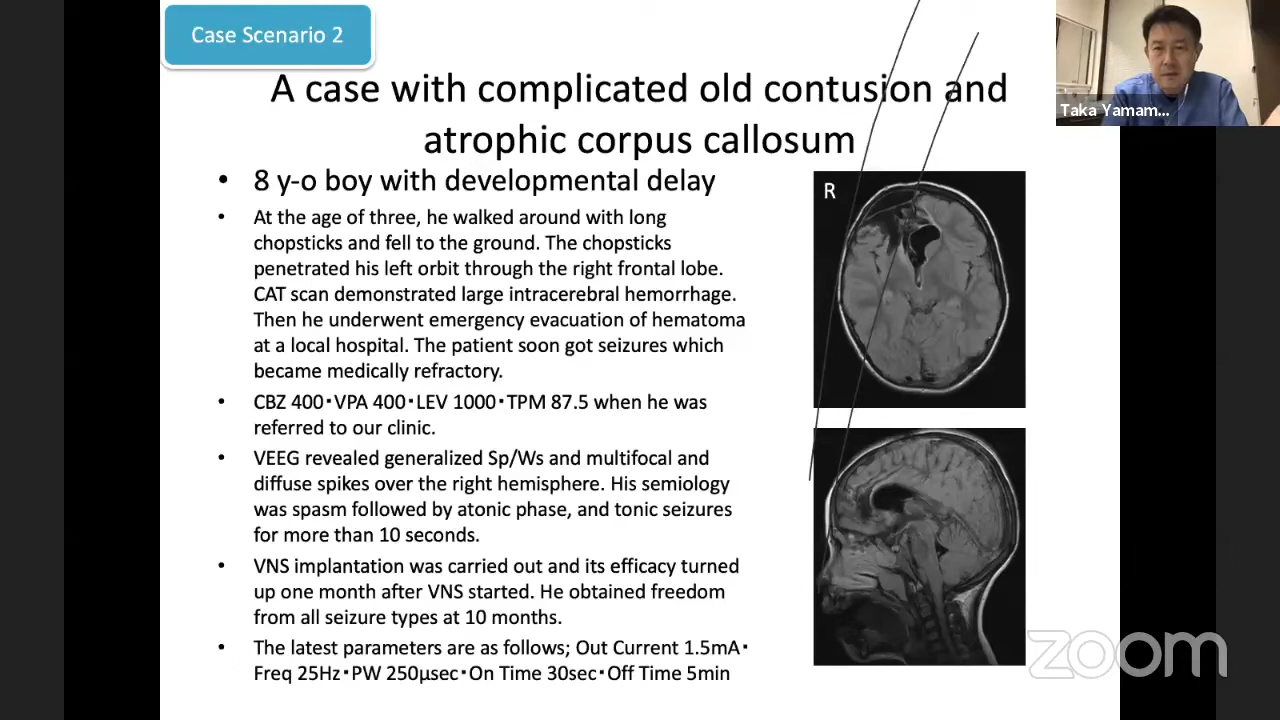 Case Scenario 2
A case with complicated old contusion and
atrophic corpus callosum
• 8 y-o boy with developmental delay
• At the age of three, he walked around with long
chopsticks and fell to the ground. The chopsticks
penetrated his left orbit through the right frontal lobe.
CAT scan demonstrated large intracerebral hemorrhage.
Then he underwent emergency evacuation of hematoma
at a local hospital. The patient soon got seizures which
became medically refractory.
• CBZ 400・VPA 400・LEV 1000・TPM 87.5 when he was
referred to our clinic.
• VEEG revealed generalized Sp/Ws and multifocal and
diffuse spikes over the right hemisphere. His semiology
was spasm followed by atonic phase, and tonic seizures
for more than 10 seconds.
• VNS implantation was carried out and its efficacy turned
up one month after VNS started. He obtained freedom
from all seizure types at 10 months.
• The latest parameters are as follows; Out Current 1.5mA・
Freq 25Hz・PW 250μsec・On Time 30sec・Off Time 5min
R
Taka Yamam...
zoom